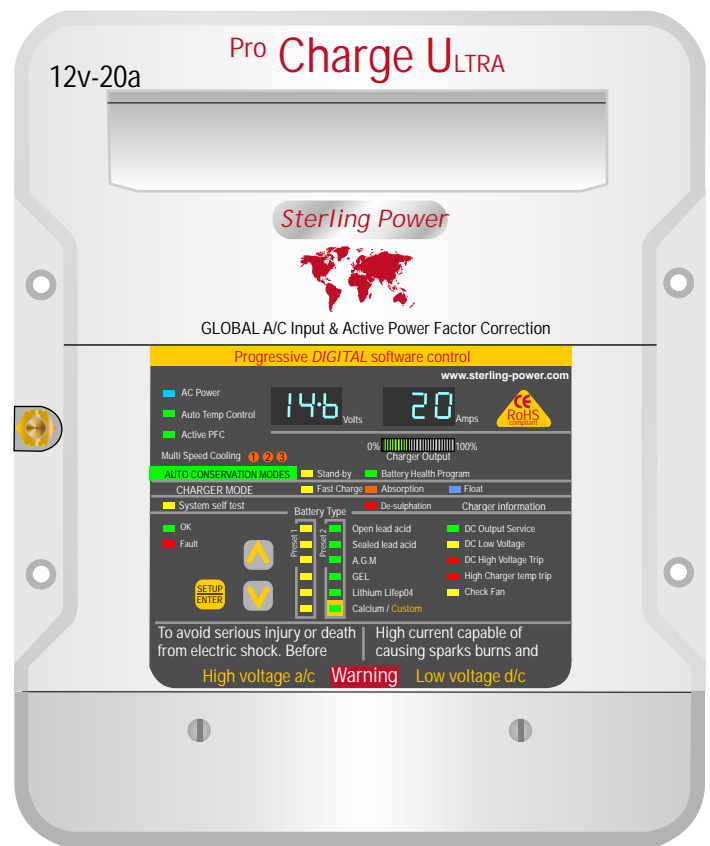 Pro Charge ULTRA
12v-20a
Sterling Power
GLOBAL A/C Input & Active Power Factor Correction
Progressive DIGITAL software control
www.sterling-power.com
AC Power
Auto Temp Control
Active PFC
14.6 Volts
20 Amps
CE
RoHS
compliant
Multi Speed Cooling 1 2 3
0% 100%
Charger Output
AUTO CONSERVATION MODES Stand-by Battery Health Program
CHARGER MODE Fast Charge Absorption Float
System self test
De-sulphation Charger information
Battery Type
OK
Fault
SETUP
ENTER
Preset 1
Preset 2
Open lead acid
Sealed lead acid
A.G.M
GEL
Lithium Lifep04
Calcium / Custom
DC Output Service
DC Low Voltage
DC High Voltage Trip
High Charger temp trip
Check Fan
To avoid serious injury or death
from electric shock. Before
High current capable of
causing sparks burns and
High voltage a/c Warning Low voltage d/c